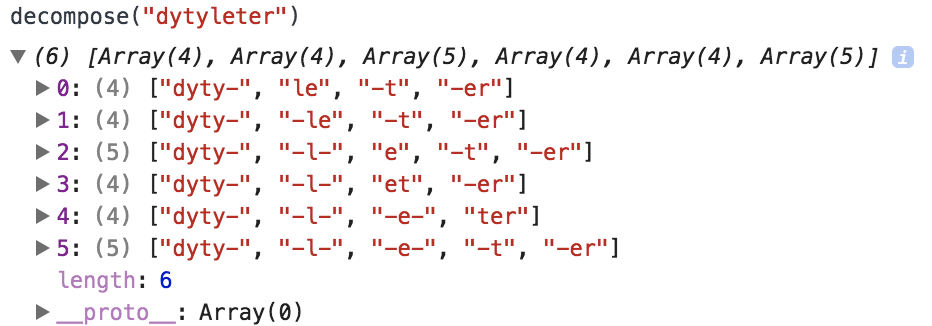 decompose("dytyleter")
▼ (6) [Array(4), Array(4), Array(5), Array(4), Array(4), Array(5)] i
▶ 0: (4) ["dyty-", "le", "-t", "-er"]
▶ 1: (4) ["dyty-", "-le", "-t", "-er"]
▶ 2: (5) ["dyty-", "-l-", "e", "-t", "-er"]
▶ 3: (4) ["dyty-", "-l-", "et", "-er"]
▶ 4: (4) ["dyty-", "-l-", "-e-", "ter"]
▶ 5: (5) ["dyty-", "-l-", "-e-", "-t", "-er"]
length: 6
▶ __proto__: Array(0)